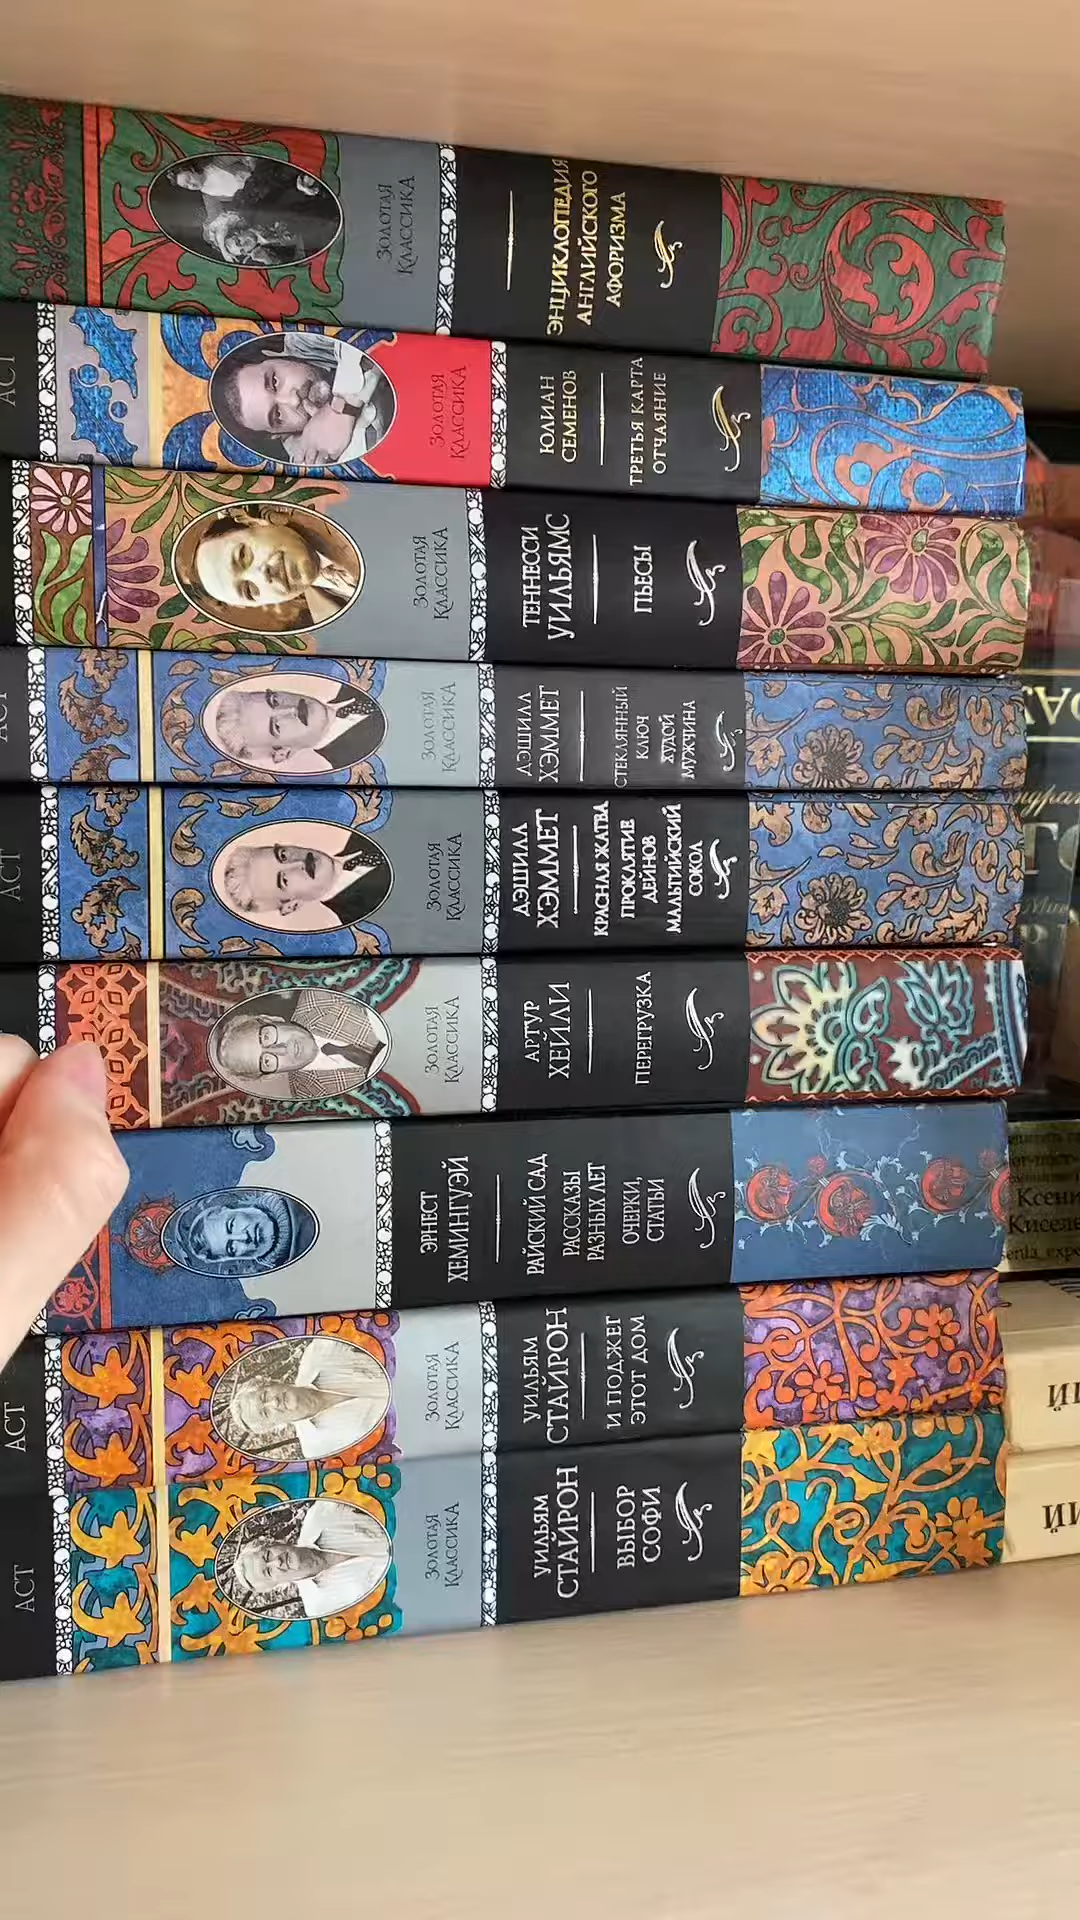 ЗОЛОТАЯ
КЛАССИКА
ЭНЦИКЛОПЕДИЯ
АНГЛИЙСКОГО
АФОРИЗМА
АСТ
ЗОЛОТАЯ
КЛАССИКА
ЮЛИАН
СЕМЕНОВ
ТРЕТЬЯ КАРТА
ОТЧАЯНИЕ
ЗОЛОТАЯ
КЛАССИКА
ТЕННЕССИ
УИЛЬЯМС
ПЬЕСЫ
АСТ
ЗОЛОТАЯ
КЛАССИКА
ДЭШИЛЛ
ХЭММЕТ
СТЕКЛЯННЫЙ
КЛЮЧ
ХУДОЙ
МУЖЧИНА
АСТ
ЗОЛОТАЯ
КЛАССИКА
ДЭШИЛЛ
ХЭММЕТ
КРАСНАЯ ЖАТВА
ПРОКЛЯТИЕ
ДЕЙНОВ
МАЛЬТИЙСКИЙ
СОКОЛ
ЗОЛОТАЯ
КЛАССИКА
АРТУР
ХЕЙЛИ
ПЕРЕГРУЗКА
ЭРНЕСТ
ХЕМИНГУЭЙ
РАЙСКИЙ САД
РАССКАЗЫ
РАЗНЫХ ЛЕТ
ОЧЕРКИ,
СТАТЬИ
АСТ
ЗОЛОТАЯ
КЛАССИКА
УИЛЬЯМ
СТАЙРОН
И ПОДЖЕГ
ЭТОТ ДОМ
АСТ
ЗОЛОТАЯ
КЛАССИКА
УИЛЬЯМ
СТАЙРОН
ВЫБОР
СОФИ